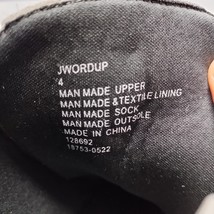 JWORDUP
4
MAN MADE UPPER
MAN MADE &TEXTILE LINING
MAN MADE SOCK
MAN MADE OUTSOLE
MADE IN CHINA
128692
18753-0522